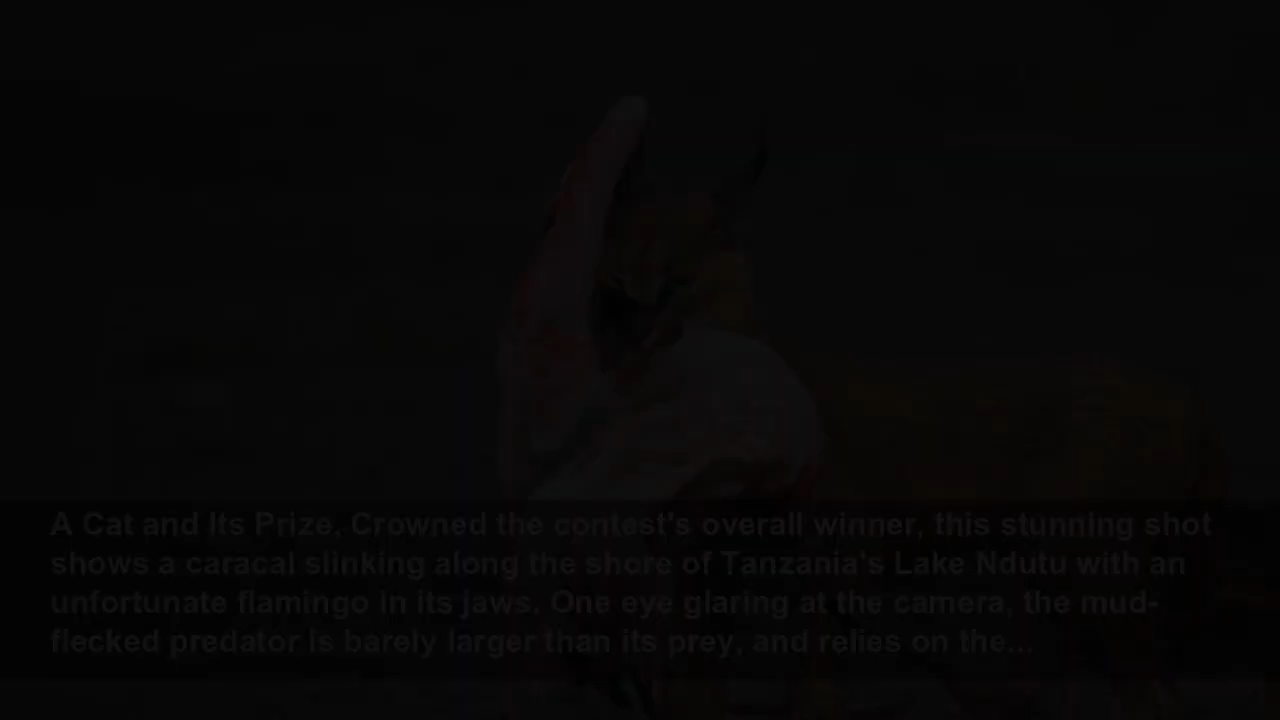 A Cat and Its Prize. Crowned the contest's overall winner, this stunning shot
shows a caracal slinking along the shore of Tanzania's Lake Ndutu with an
unfortunate flamingo in its jaws. One eye glaring at the camera, the mud-
flecked predator is barely larger than its prey, and relies on the...